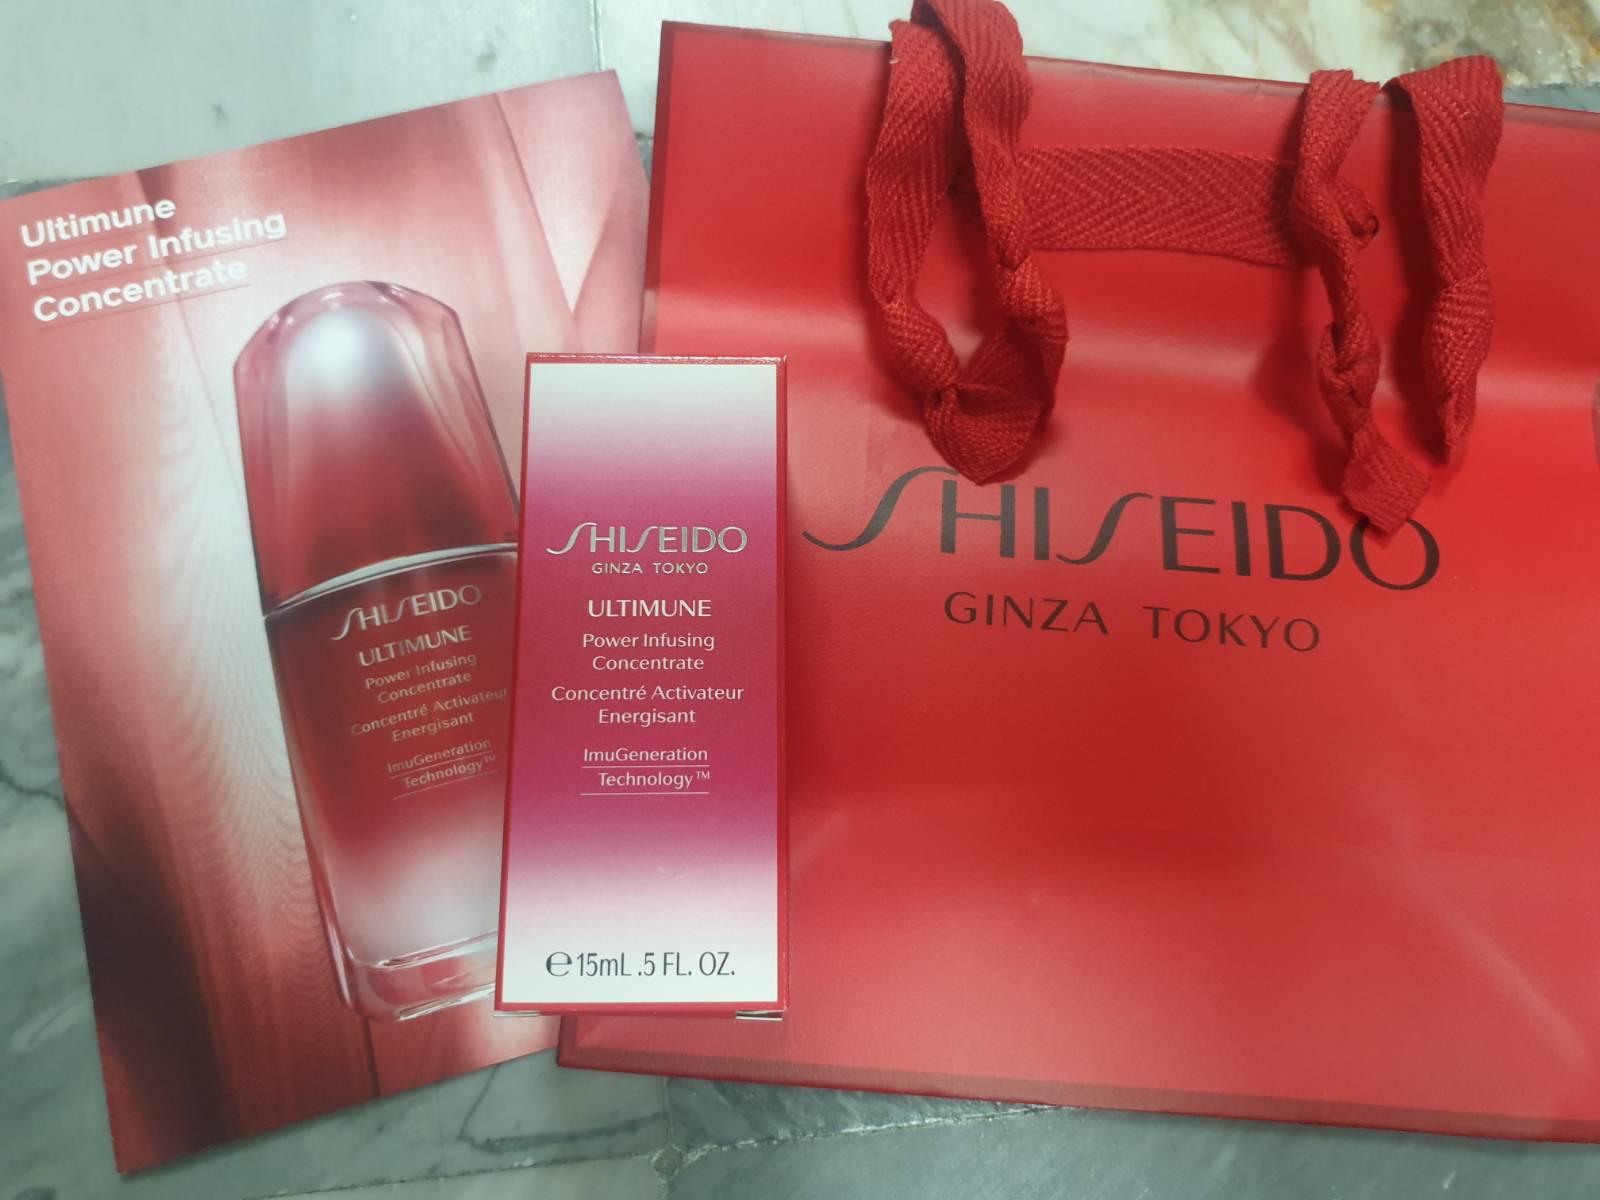 Ultimune
Power Infusing
Concentrate
SHISEIDO
ULTIMUNE
Power Infusing
Concentrate
Concentré Activateur
Energisant
ImuGeneration
Technology™
SHISEIDO
GINZA TOKYO
ULTIMUNE
Power Infusing
Concentrate
Concentré Activateur
Energisant
ImuGeneration
Technology™
℮15mL .5 FL. OZ.
SHISEIDO
GINZA TOKYO